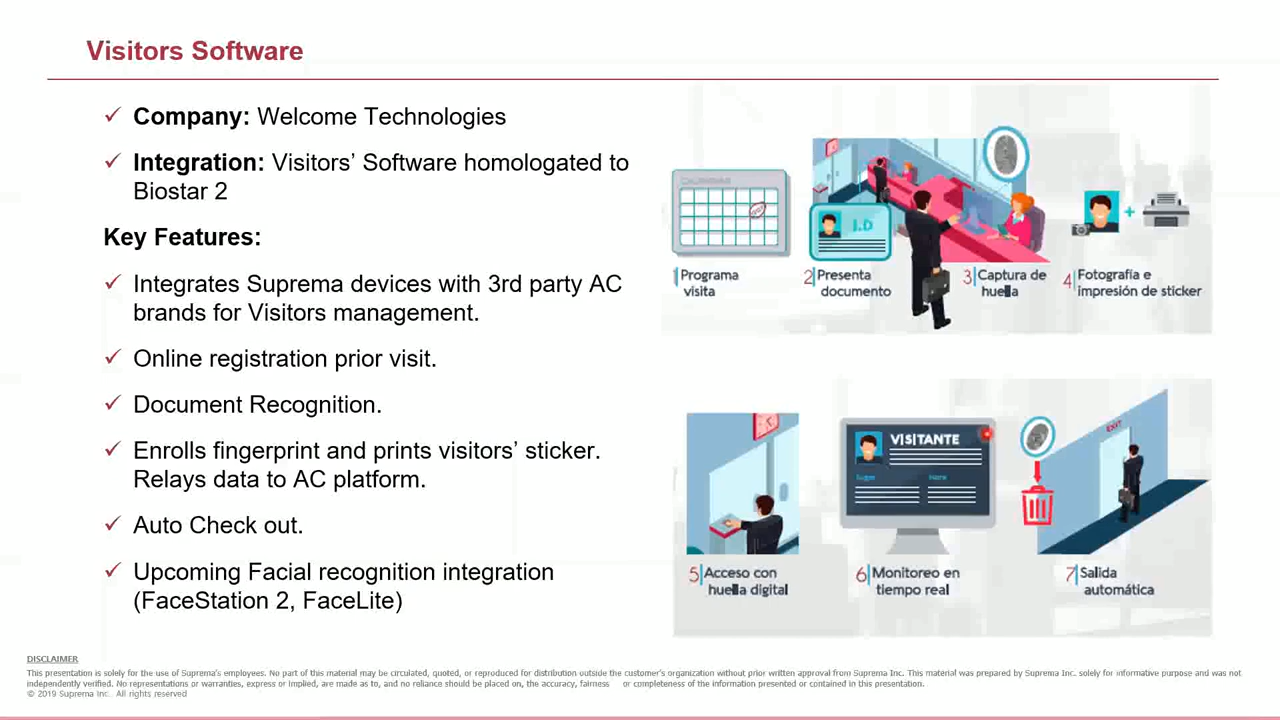 Visitors Software
Company: Welcome Technologies
Integration: Visitors’ Software homologated to
Biostar 2
Key Features:
Integrates Suprema devices with 3rd party AC
brands for Visitors management.
Online registration prior visit.
Document Recognition.
Enrolls fingerprint and prints visitors’ sticker.
Relays data to AC platform.
Auto Check out.
Upcoming Facial recognition integration
(FaceStation 2, FaceLite)
I.D
1 Programa
visita
2 Presenta
documento
3 Captura de
huella
4 Fotografía e
impresión de sticker
VISITANTE
EXIT
5 Acceso con
huella digital
6 Monitoreo en
tiempo real
7 Salida
automática
DISCLAIMER
This presentation is solely for the use of Suprema's employees. No part of this material may be circulated, quoted, or reproduced for distribution outside the customer's organization without prior written approval from Suprema Inc. This material was prepared by Suprema Inc. solely for informative purpose and was not
independently verified. No representations or warranties, express or implied, are made as to, and no reliance should be placed on, the accuracy, fairness or completeness of the information presented or contained in this presentation.
© 2019 Suprema Inc. All rights reserved